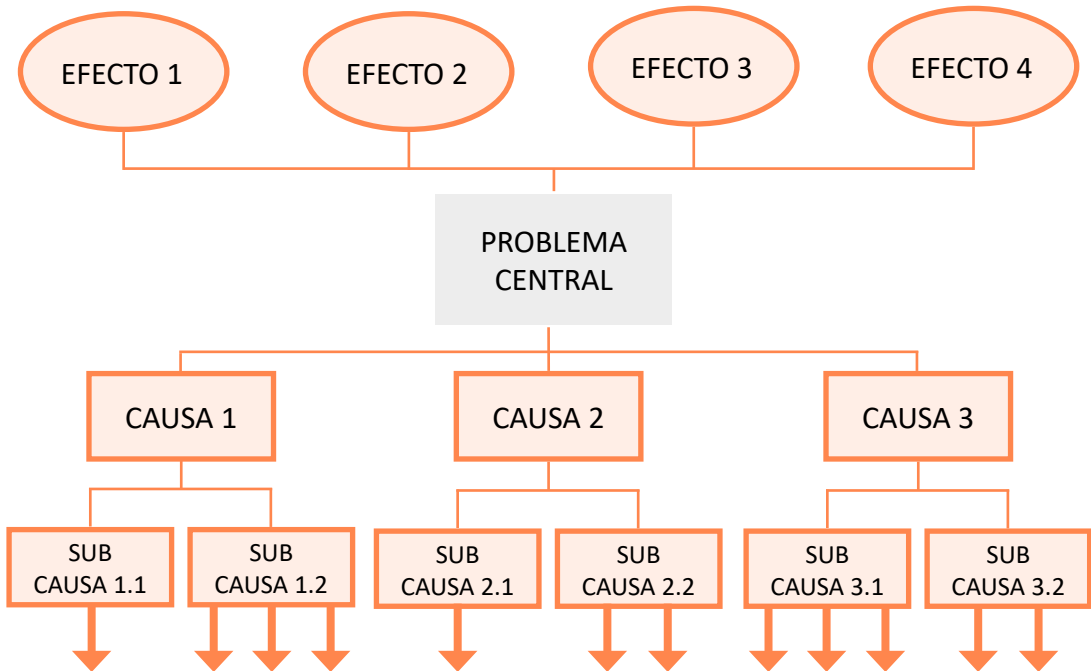 EFECTO 1
EFECTO 2
EFECTO 3
EFECTO 4
PROBLEMA
CENTRAL
CAUSA 1
CAUSA 2
CAUSA 3
SUB
CAUSA 1.1
SUB
CAUSA 1.2
SUB
CAUSA 2.1
SUB
CAUSA 2.2
SUB
CAUSA 3.1
SUB
CAUSA 3.2